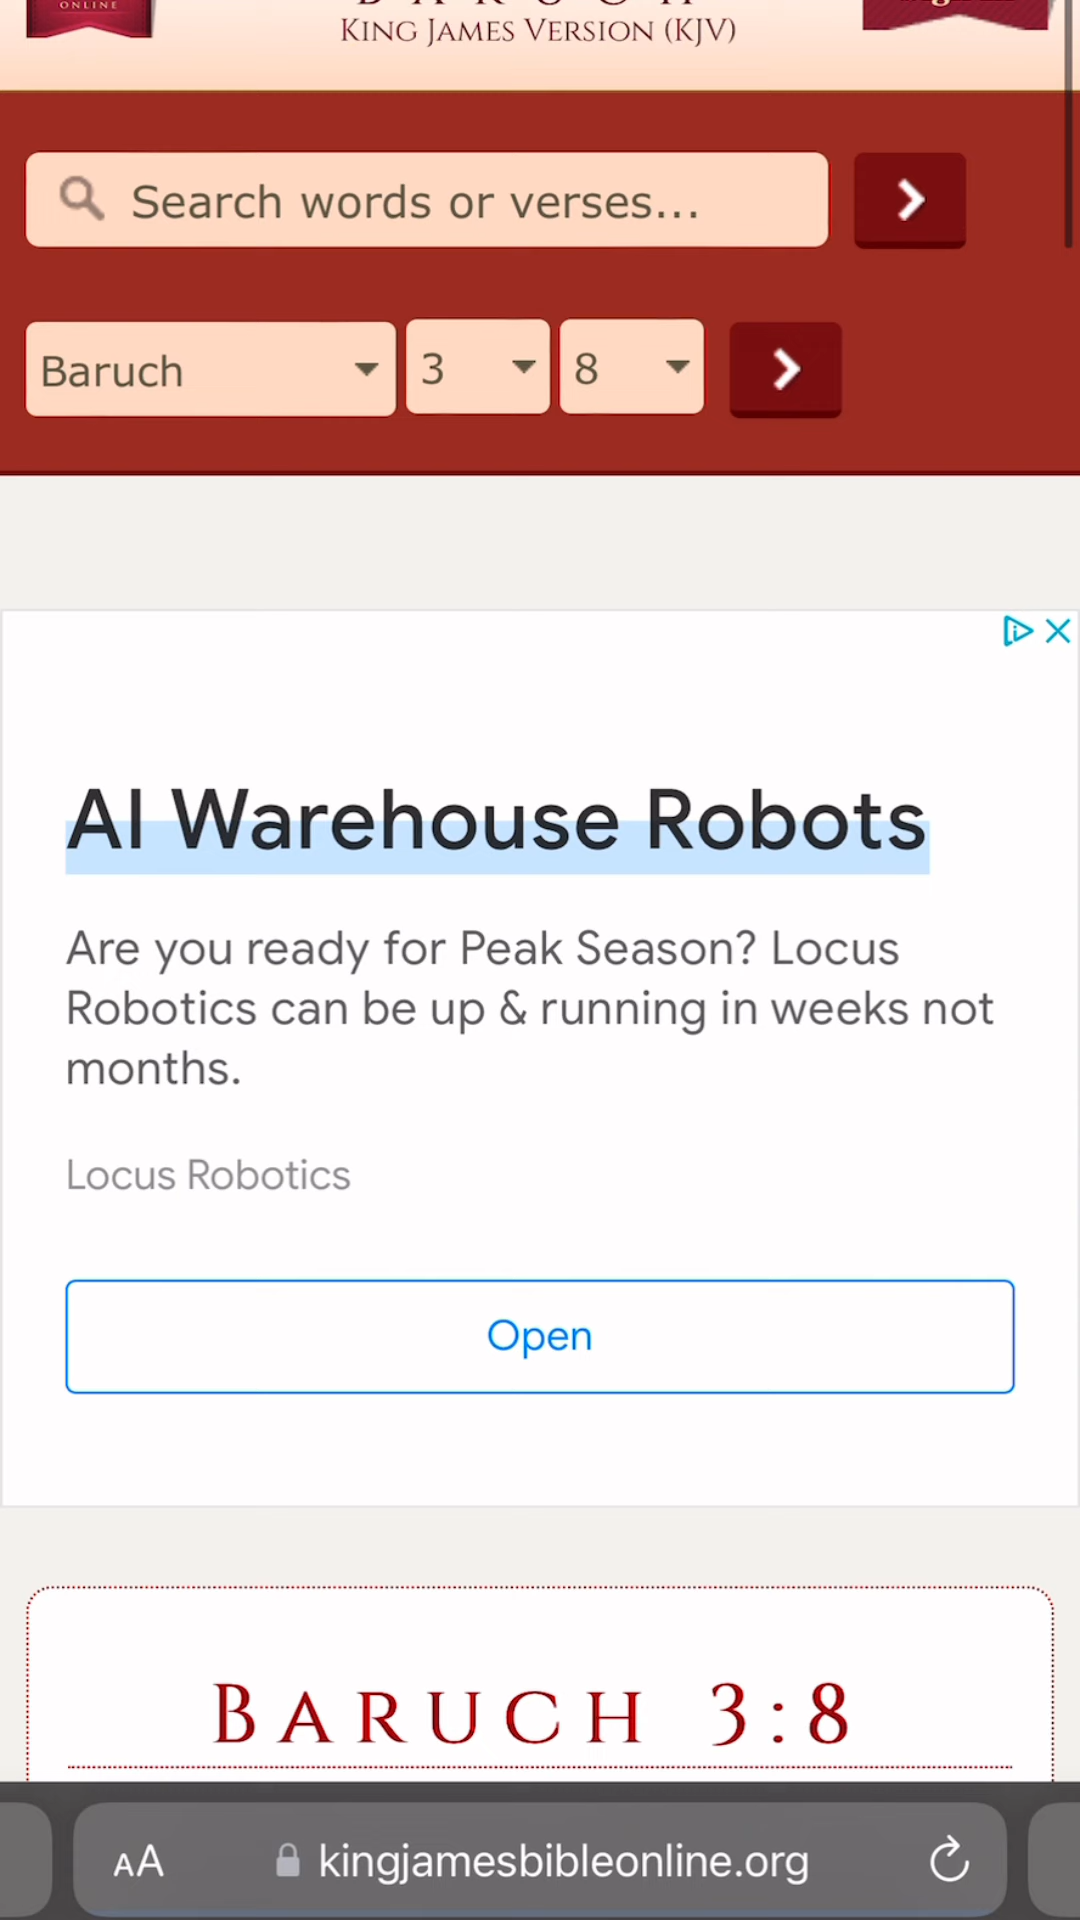 ONLINE
KING JAMES VERSION (KJV)
Search words or verses...
Baruch
3
8
AI Warehouse Robots
Are you ready for Peak Season? Locus
Robotics can be up & running in weeks not
months.
Locus Robotics
Open
BARUCH 3:8
AA
kingjamesbibleonline.org